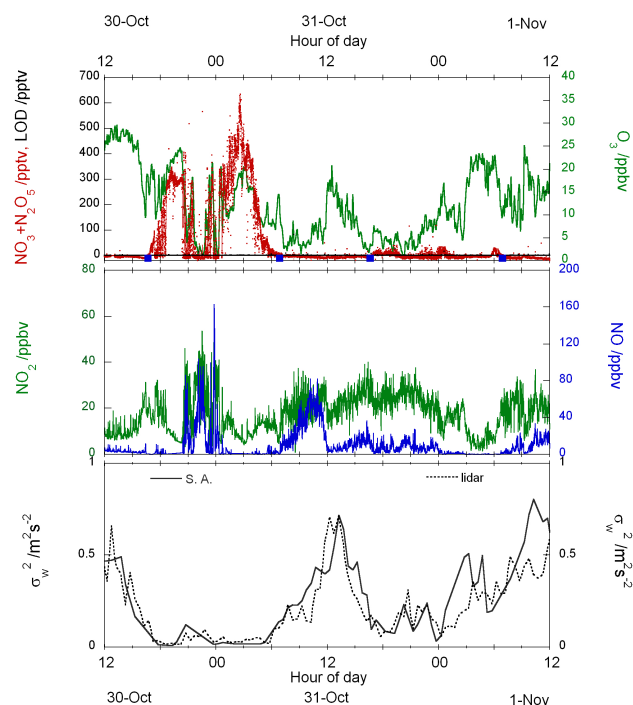 30-Oct 31-Oct 1-Nov
Hour of day
12 00 12 00 12
700 600 500 400 300 200 100 0
NO3+N2O5 /pptv, LOD /pptv
40 35 30 25 20 15 10 5 0
O3 /ppbv
80 60 40 20 0
NO2 /ppbv
200 160 120 80 40 0
NO /ppbv
S. A. lidar
1 0.5 0
σw2 /m2s-2
1 0.5 0
σw2 /m2s-2
12 00 12 00 12
Hour of day
30-Oct 31-Oct 1-Nov